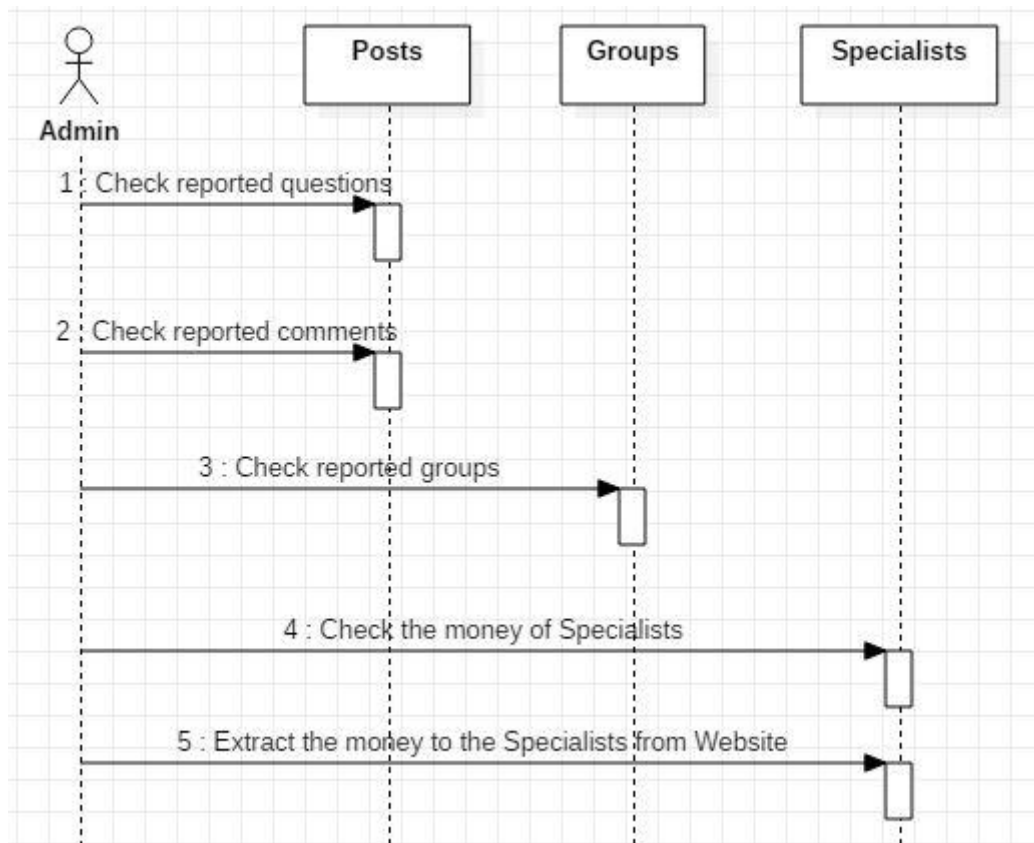 Posts
Groups
Specialists
Admin
1 : Check reported questions
2 : Check reported comments
3 : Check reported groups
4 : Check the money of Specialists
5 : Extract the money to the Specialists from Website